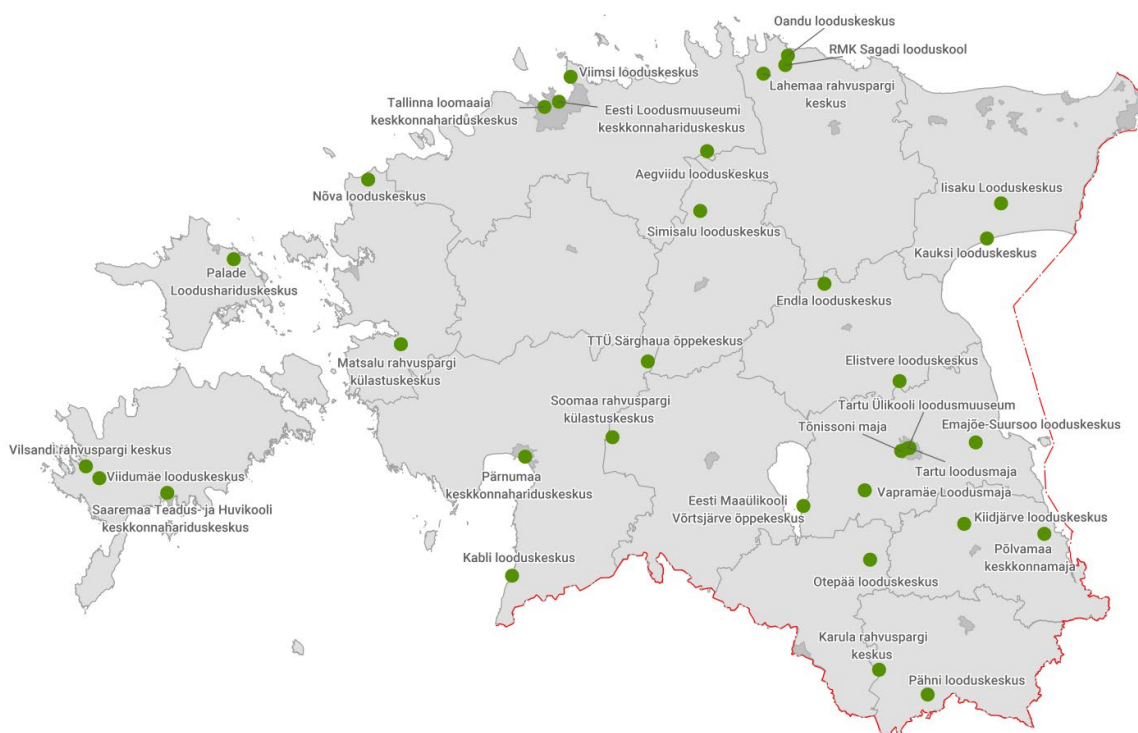 Oandu looduskeskus
RMK Sagadi looduskool
Viimsi looduskeskus
Lahemaa rahvuspargi
keskus
Tallinna loomaaia
keskkonnahariduskeskus
Eesti Loodusmuuseumi
keskkonnahariduskeskus
Aegviidu looduskeskus
Nõva looduskeskus
Iisaku Looduskeskus
Simisalu looduskeskus
Kauksi looduskeskus
Palade
Loodushariduskeskus
Endla looduskeskus
TTÜ Särghaua õppekeskus
Matsalu rahvuspargi
külastuskeskus
Elistvere looduskeskus
Soomaa rahvuspargi
külastuskeskus
Tartu Ülikooli loodusmuuseum
Emajõe-Suursoo looduskeskus
Tõnissoni maja
Vilsandi rahvuspargi keskus
Tartu loodusmaja
Viidumäe looduskeskus
Pärnumaa
keskkonnahariduskeskus
Eesti Maaülikooli
Võrtsjärve õppekeskus
Vapramäe Loodusmaja
Saaremaa Teadus- ja Huvikooli
keskkonnahariduskeskus
Kiidjärve looduskeskus
Kabli looduskeskus
Põlvamaa
keskkonnamaja
Otepää looduskeskus
Karula rahvuspargi
keskus
Pähni looduskeskus